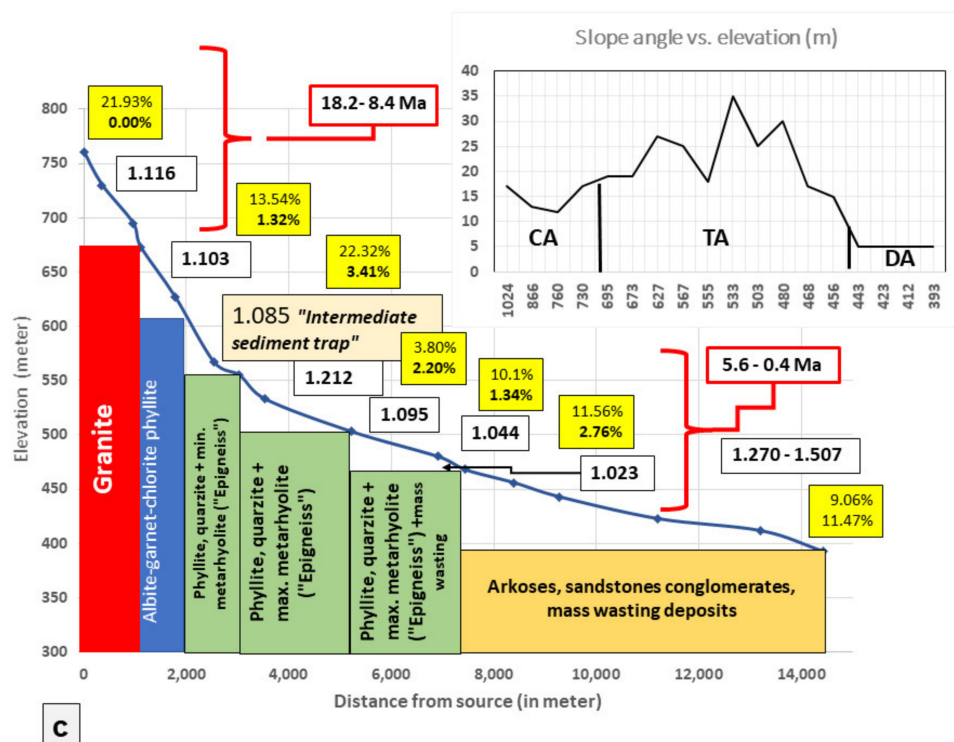 Slope angle vs. elevation (m)
40
35
30
25
20
15
10
5
0
CA
TA
DA
1024
866
760
730
695
673
627
567
555
533
503
480
468
456
443
423
412
393
Elevation (meter)
800
750
700
650
600
550
500
450
400
350
300
21.93%
0.00%
18.2- 8.4 Ma
1.116
13.54%
1.32%
1.103
22.32%
3.41%
1.085 "Intermediate
sediment trap"
3.80%
2.20%
1.212
10.1%
1.34%
1.095
11.56%
2.76%
1.044
5.6 - 0.4 Ma
1.023
1.270 - 1.507
9.06%
11.47%
Granite
Albite-garnet-chlorite phyllite
Phyllite, quarzite + min.
metarhyolite ("Epigneiss")
Phyllite, quarzite +
max. metarhyolite
("Epigneiss")
Phyllite, quarzite +
max. metarhyolite
("Epigneiss") +mass
wasting
Arkoses, sandstones conglomerates,
mass wasting deposits
0
2,000
4,000
6,000
8,000
10,000
12,000
14,000
Distance from source (in meter)
c